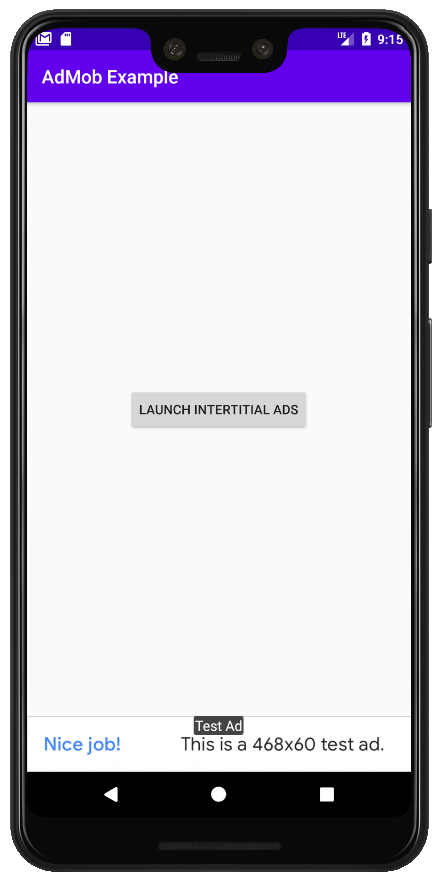 LTE 9:15
AdMob Example
LAUNCH INTERTITIAL ADS
Test Ad
Nice job! This is a 468x60 test ad.